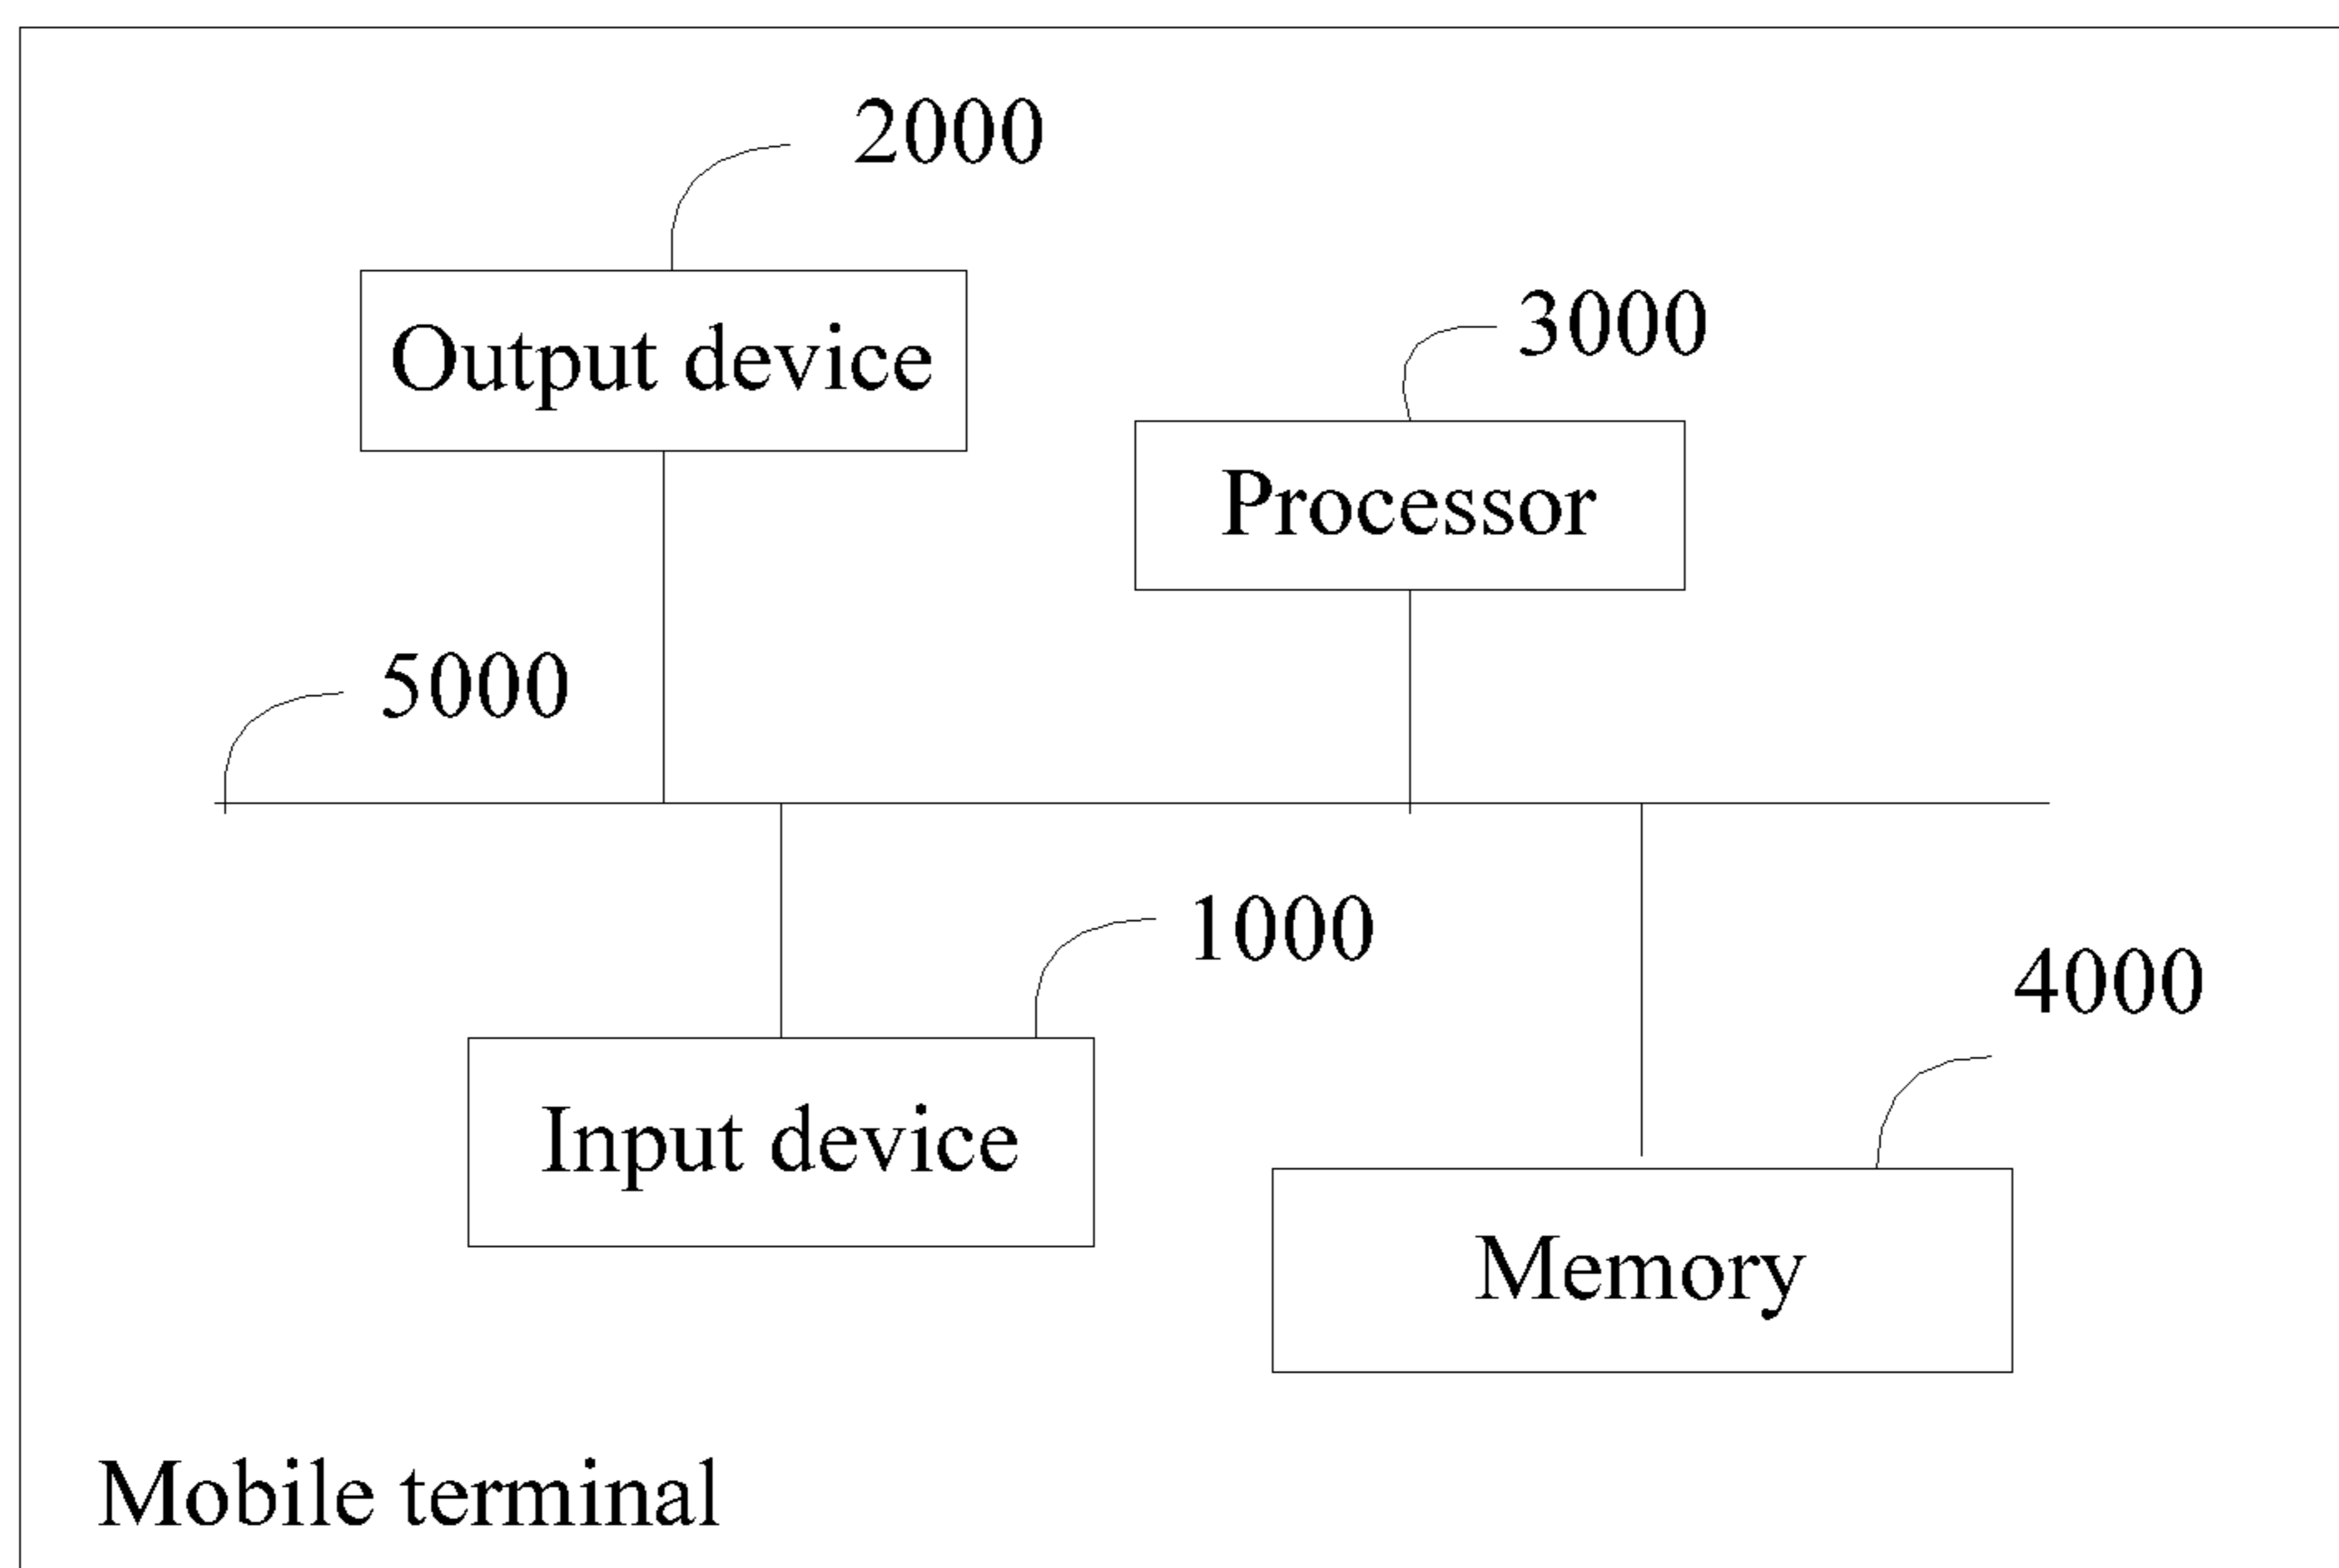 2000
Output device
3000
Processor
5000
1000
4000
Input device
Memory
Mobile terminal